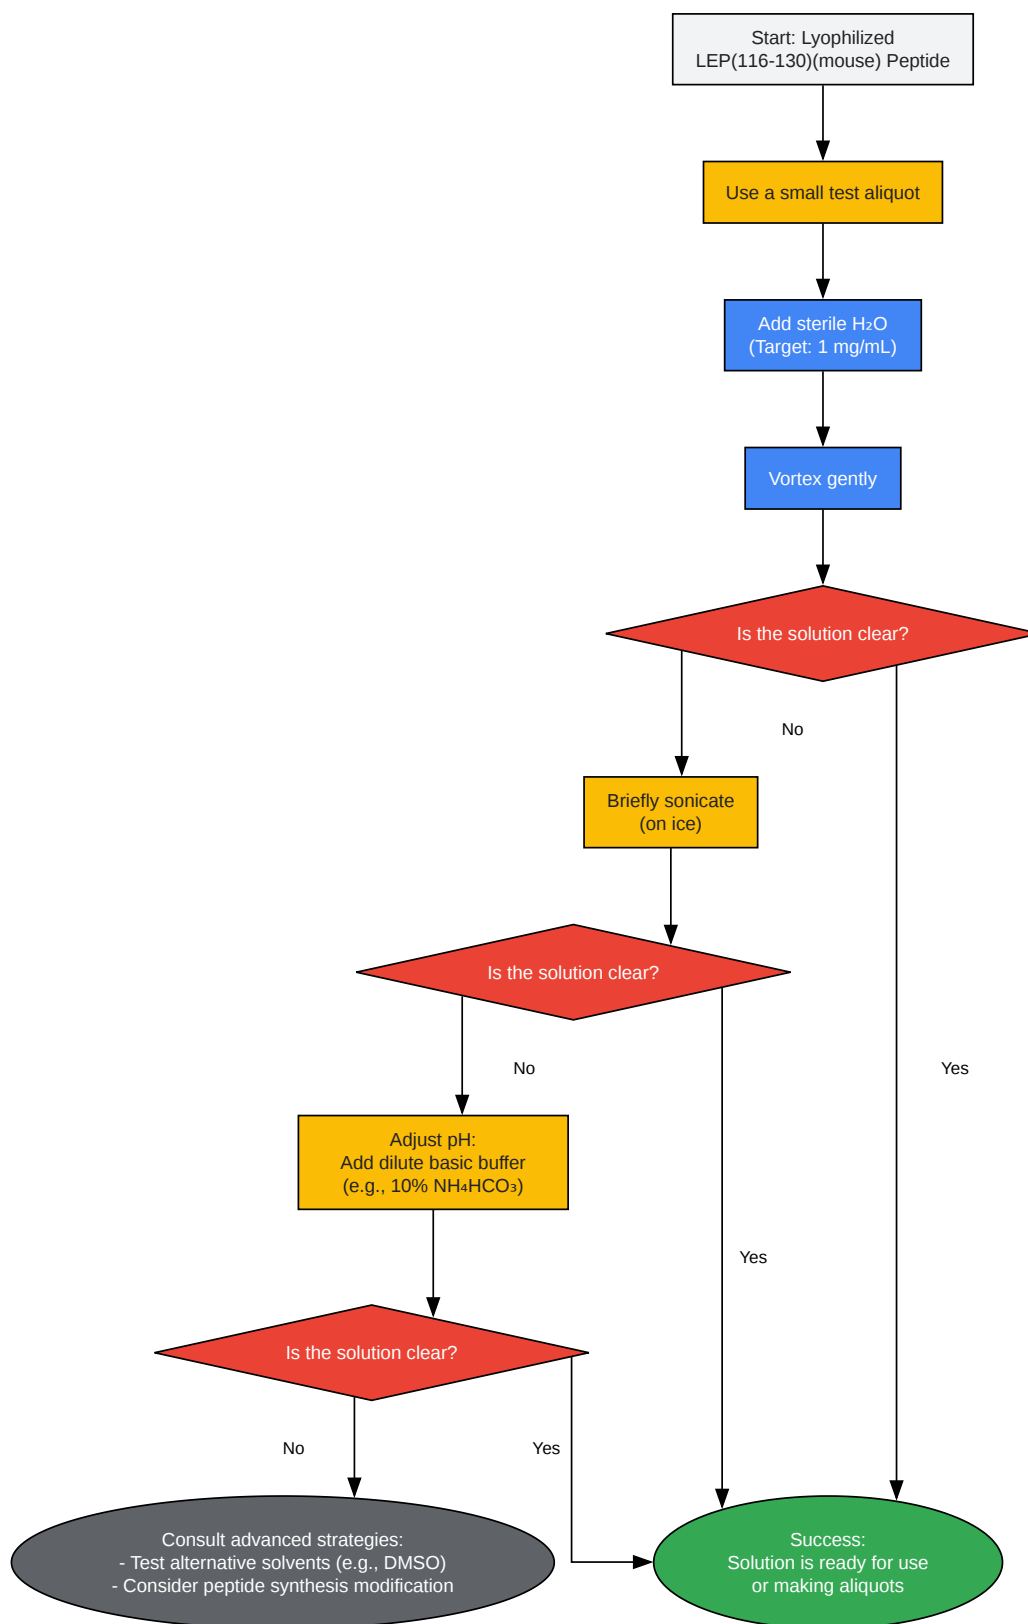 Start: Lyophilized
LEP(116-130)(mouse) Peptide
Use a small test aliquot
Add sterile H₂O
(Target: 1 mg/mL)
Vortex gently
Is the solution clear?
No
Briefly sonicate
(on ice)
Is the solution clear?
No
Yes
Adjust pH:
Add dilute basic buffer
(e.g., 10% NH₄HCO₃)
Yes
Is the solution clear?
No
Yes
Consult advanced strategies:
- Test alternative solvents (e.g., DMSO)
- Consider peptide synthesis modification
Success:
Solution is ready for use
or making aliquots